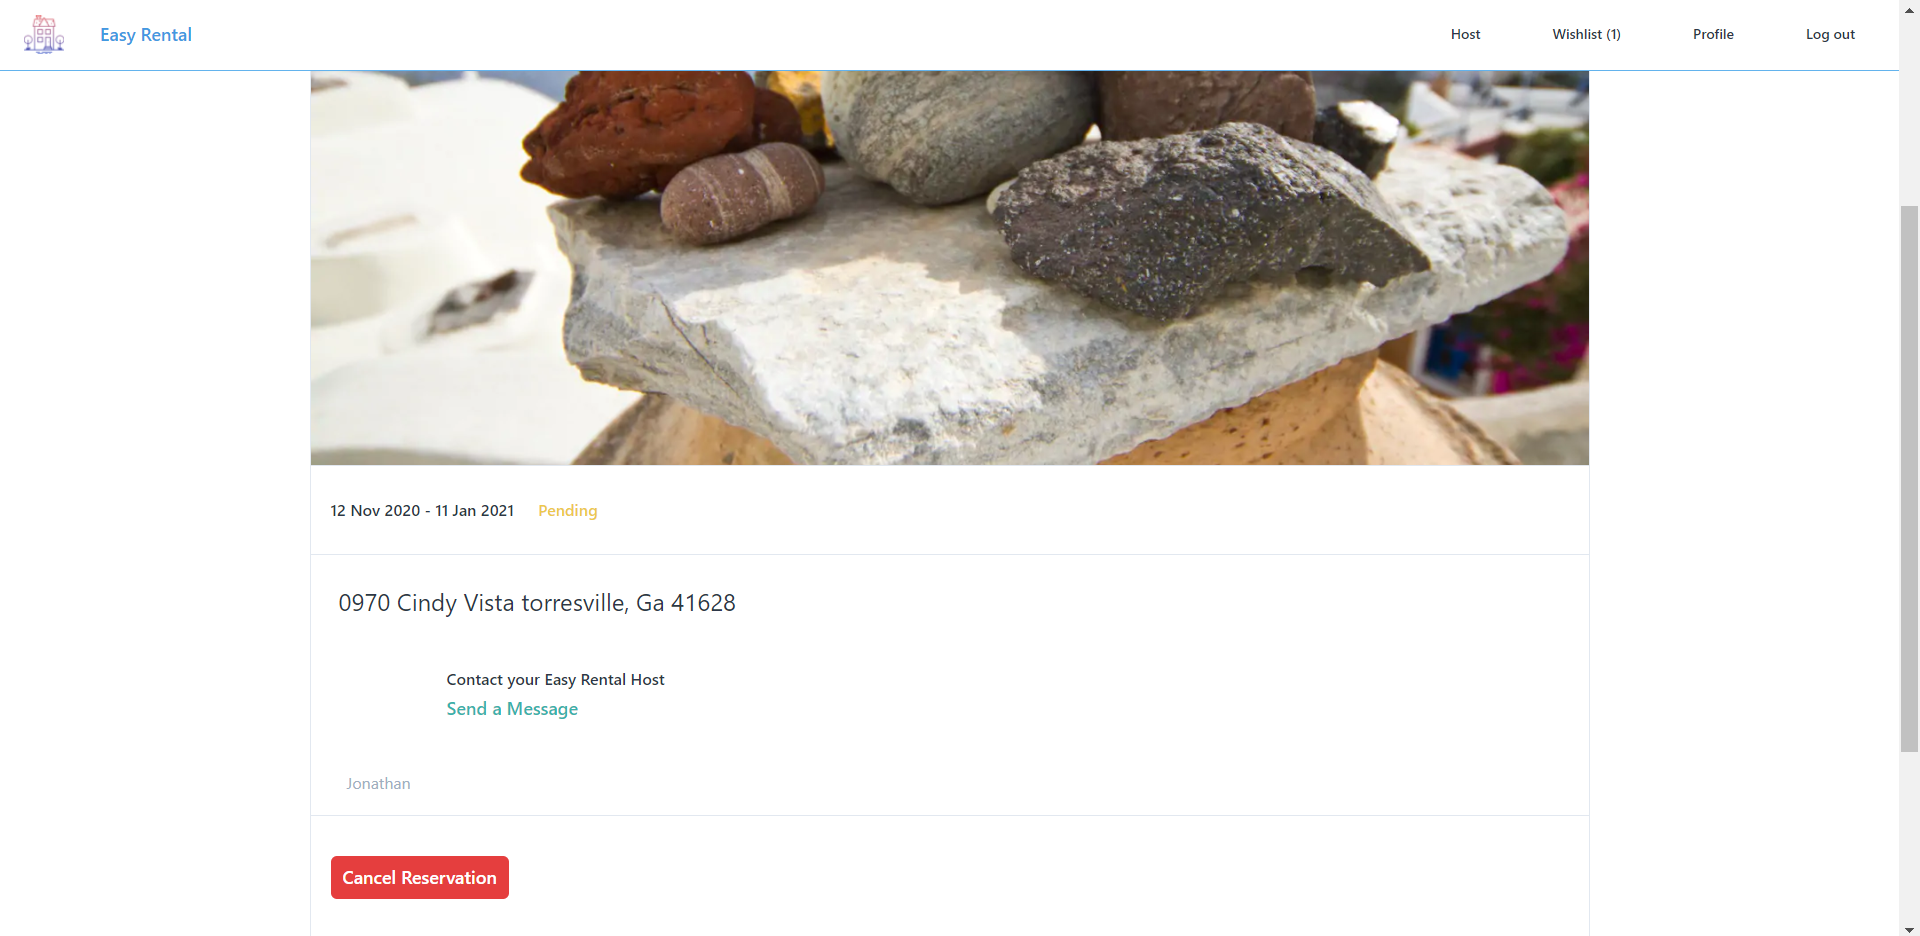 Easy Rental
Host
Wishlist (1)
Profile
Log out
12 Nov 2020 - 11 Jan 2021 Pending
0970 Cindy Vista torresville, Ga 41628
Contact your Easy Rental Host
Send a Message
Jonathan
Cancel Reservation